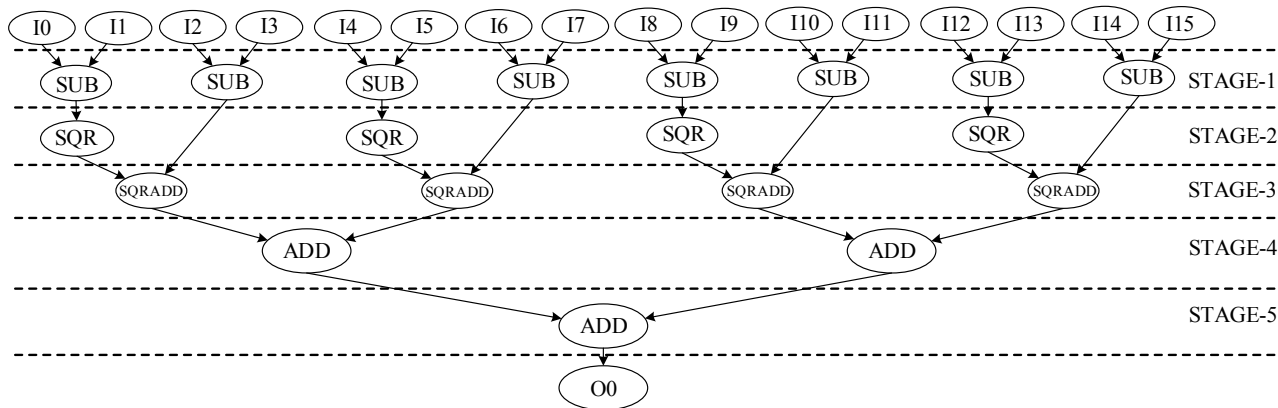 I0 I1 I2 I3 I4 I5 I6 I7 I8 I9 I10 I11 I12 I13 I14 I15
SUB SUB SUB SUB SUB SUB SUB SUB STAGE-1
SQR SQR SQR SQR STAGE-2
SQRADD SQRADD SQRADD SQRADD STAGE-3
ADD ADD STAGE-4
ADD STAGE-5
O0